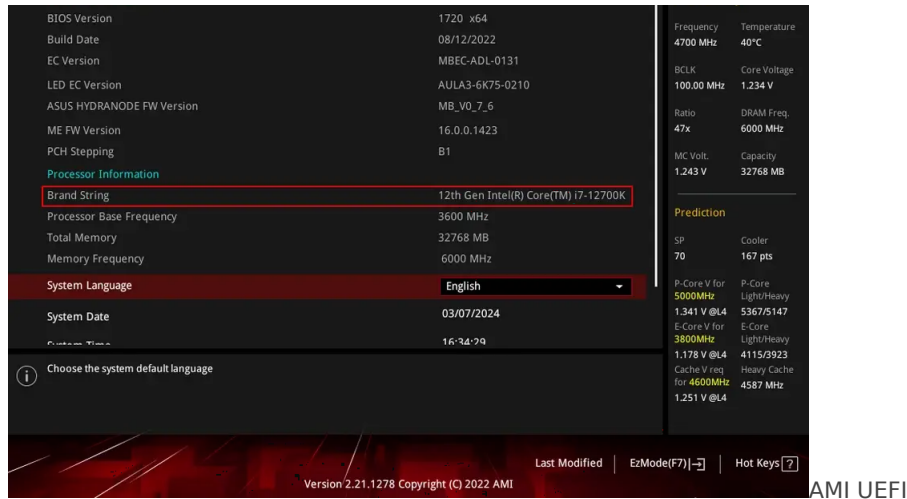 BIOS Version 1720 x64
Build Date 08/12/2022
EC Version MBEC-ADL-0131
LED EC Version AULA3-6K75-0210
ASUS HYDRANODE FW Version MB_V0_7_6
ME FW Version 16.0.0.1423
PCH Stepping B1
Processor Information
Brand String 12th Gen Intel(R) Core(TM) i7-12700K
Processor Base Frequency 3600 MHz
Total Memory 32768 MB
Memory Frequency 6000 MHz
System Language English
System Date 03/07/2024
System Time 16:34:29
Choose the system default language
Frequency Temperature
4700 MHz 40°C
BCLK Core Voltage
100.00 MHz 1.234 V
Ratio DRAM Freq.
47x 6000 MHz
MC Volt. Capacity
1.243 V 32768 MB
Prediction
SP Cooler
70 167 pts
P-Core V for P-Core
5000MHz Light/Heavy
1.341 V @L4 5367/5147
E-Core V for E-Core
3800MHz Light/Heavy
1.178 V @L4 4115/3923
Cache V req Heavy Cache
for 4600MHz 4587 MHz
1.251 V @L4
Last Modified EzMode(F7) Hot Keys ?
Version 2.21.1278 Copyright (C) 2022 AMI
AMI UEFI